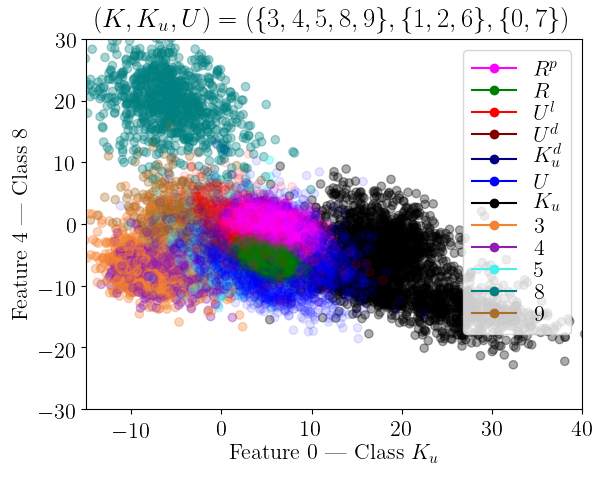 (K, K_u, U) = ({3, 4, 5, 8, 9}, {1, 2, 6}, {0, 7})
30
20
10
0
−10
−20
−30
Feature 4 — Class 8
R^p
R
U^l
U^d
K_u^d
U
K_u
3
4
5
8
9
−10
0
10
20
30
40
Feature 0 — Class K_u